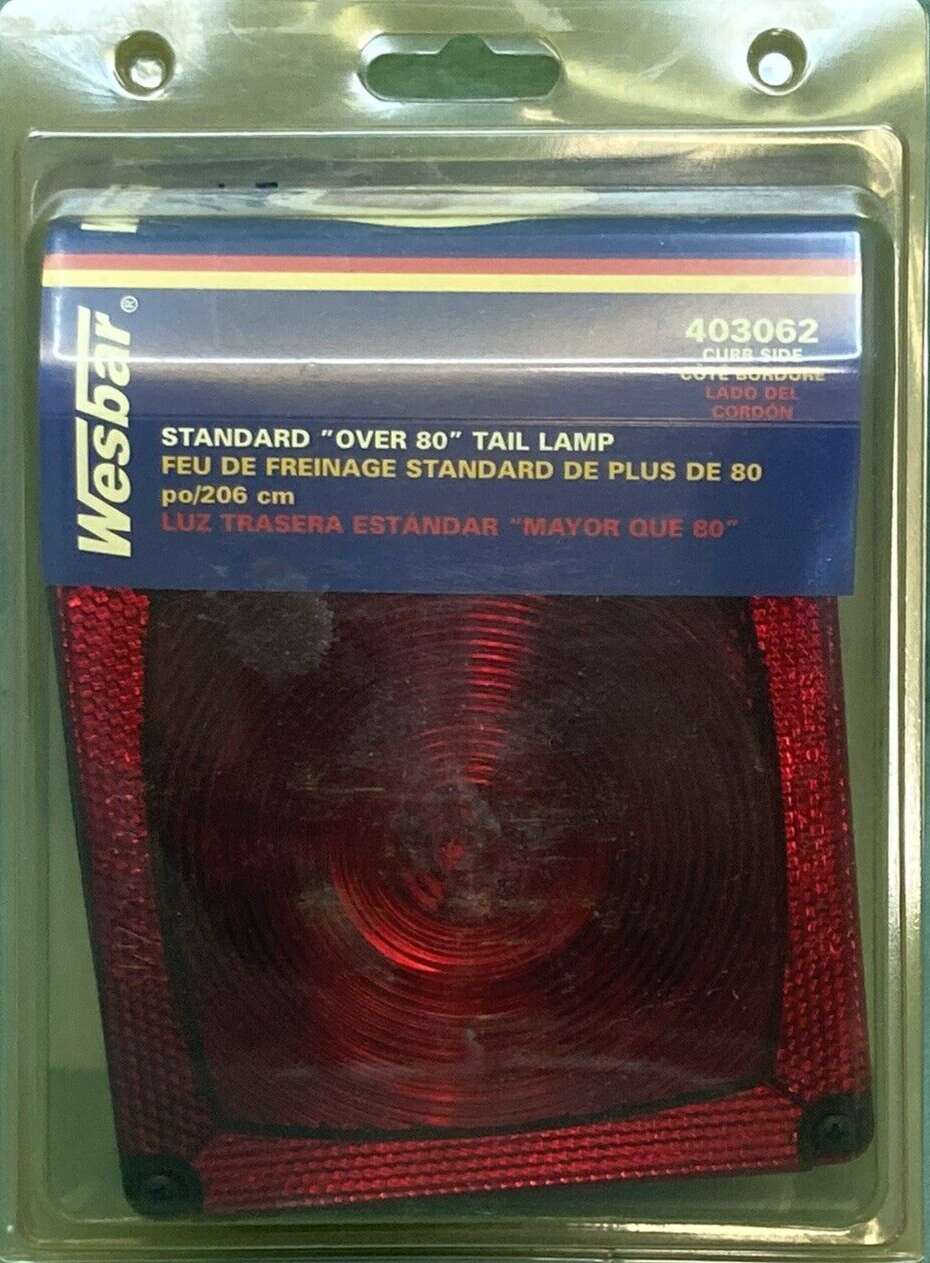 Wesbar®
403062
CURB SIDE
CÔTÉ BORDURE
LADO DEL
CORDÓN
STANDARD "OVER 80" TAIL LAMP
FEU DE FREINAGE STANDARD DE PLUS DE 80
po/206 cm
LUZ TRASERA ESTÁNDAR "MAYOR QUE 80"